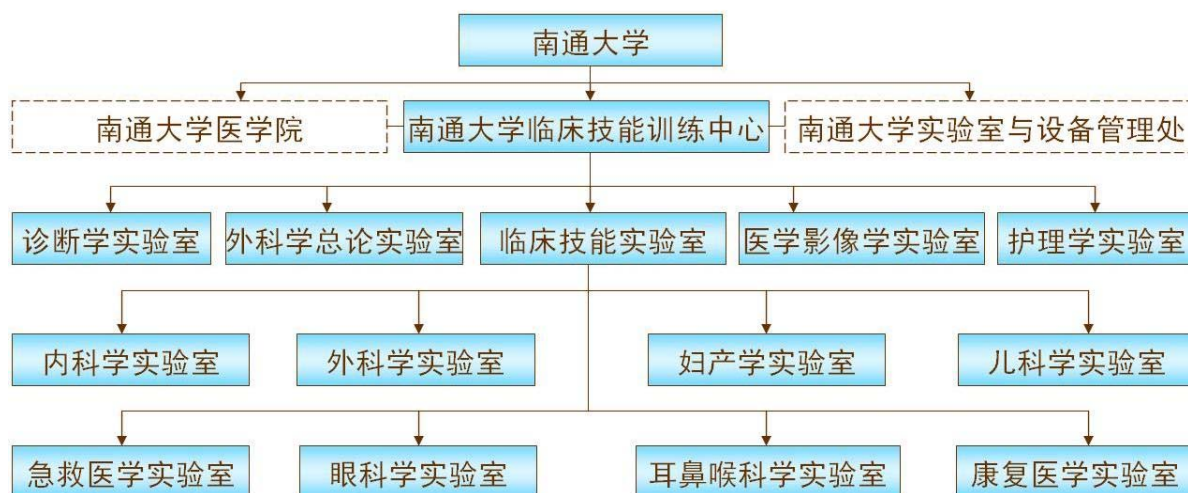 南通大学
南通大学医学院
南通大学临床技能训练中心
南通大学实验室与设备管理处
诊断学实验室
外科学总论实验室
临床技能实验室
医学影像学实验室
护理学实验室
内科学实验室
外科学实验室
妇产学实验室
儿科学实验室
急救医学实验室
眼科学实验室
耳鼻喉科学实验室
康复医学实验室